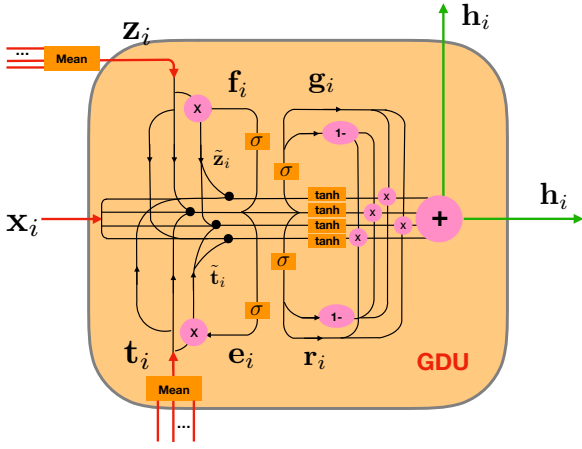 h_i
z_i
...
Mean
f_i
g_i
x
1-
σ
z̃_i
σ
tanh
x
tanh
x
tanh
x
tanh
x
+
h_i
x_i
σ
t̃_i
σ
1-
x
t_i
e_i
r_i
GDU
Mean
...